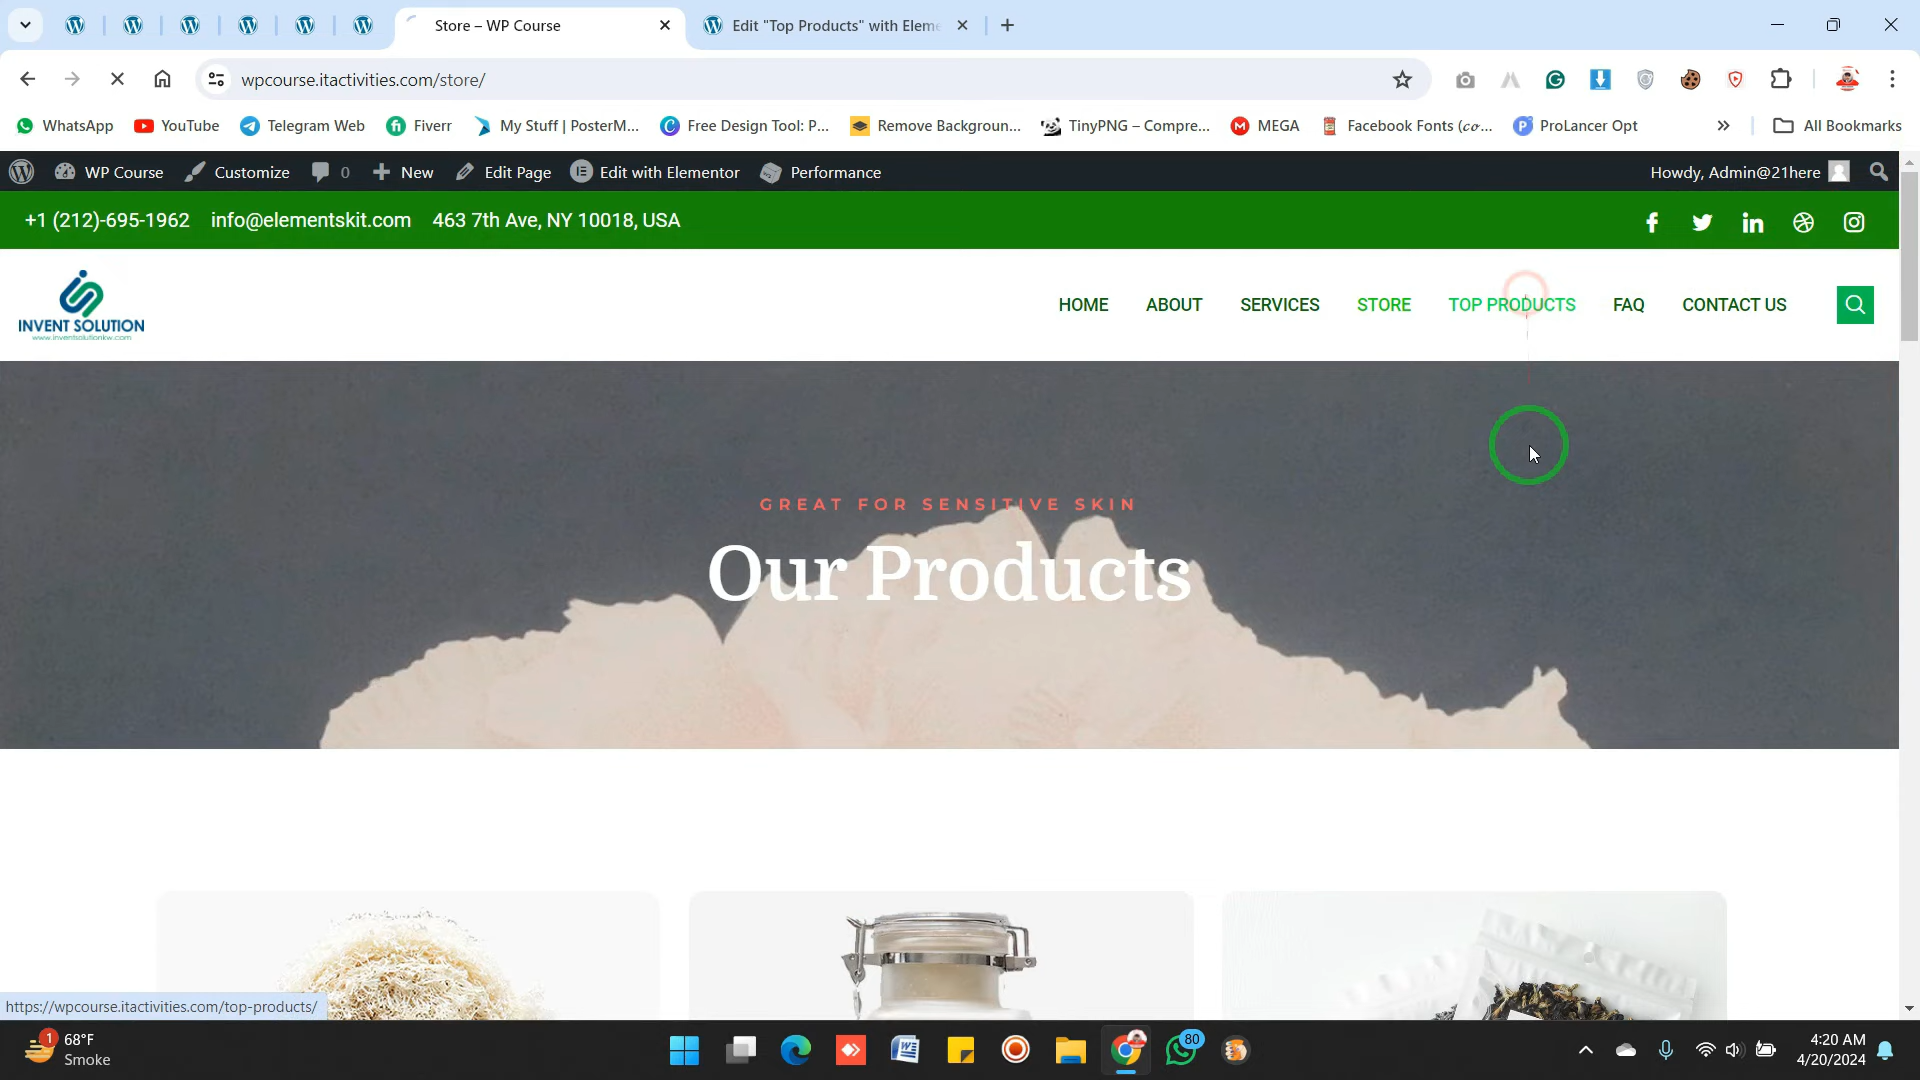 Store – WP Course
Edit "Top Products" with Eleme
wpcourse.itactivities.com/store/
WhatsApp
YouTube
Telegram Web
Fiverr
My Stuff | PosterM...
Free Design Tool: P...
Remove Backgroun...
TinyPNG – Compre...
MEGA
Facebook Fonts (𝓬𝓸...
ProLancer Opt
All Bookmarks
WP Course
Customize
0
New
Edit Page
Edit with Elementor
Performance
Howdy, Admin@21here
+1 (212)-695-1962
info@elementskit.com
463 7th Ave, NY 10018, USA
INVENT SOLUTION
www.inventsolutionkw.com
HOME
ABOUT
SERVICES
STORE
TOP PRODUCTS
FAQ
CONTACT US
GREAT FOR SENSITIVE SKIN
Our Products
https://wpcourse.itactivities.com/top-products/
1
68°F
Smoke
80
4:20 AM
4/20/2024